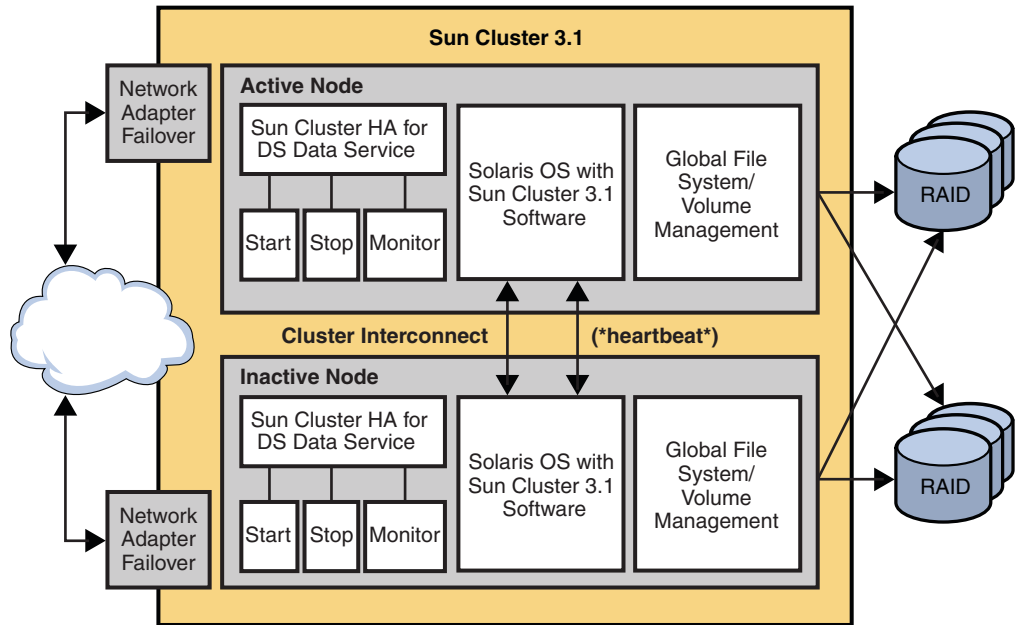 Sun Cluster 3.1
Network
Adapter
Failover
Active Node
Sun Cluster HA for
DS Data Service
Start
Stop
Monitor
Solaris OS with
Sun Cluster 3.1
Software
Global File
System/
Volume
Management
RAID
Cluster Interconnect
(*heartbeat*)
Inactive Node
Sun Cluster HA for
DS Data Service
Start
Stop
Monitor
Solaris OS with
Sun Cluster 3.1
Software
Global File
System/
Volume
Management
RAID
Network
Adapter
Failover